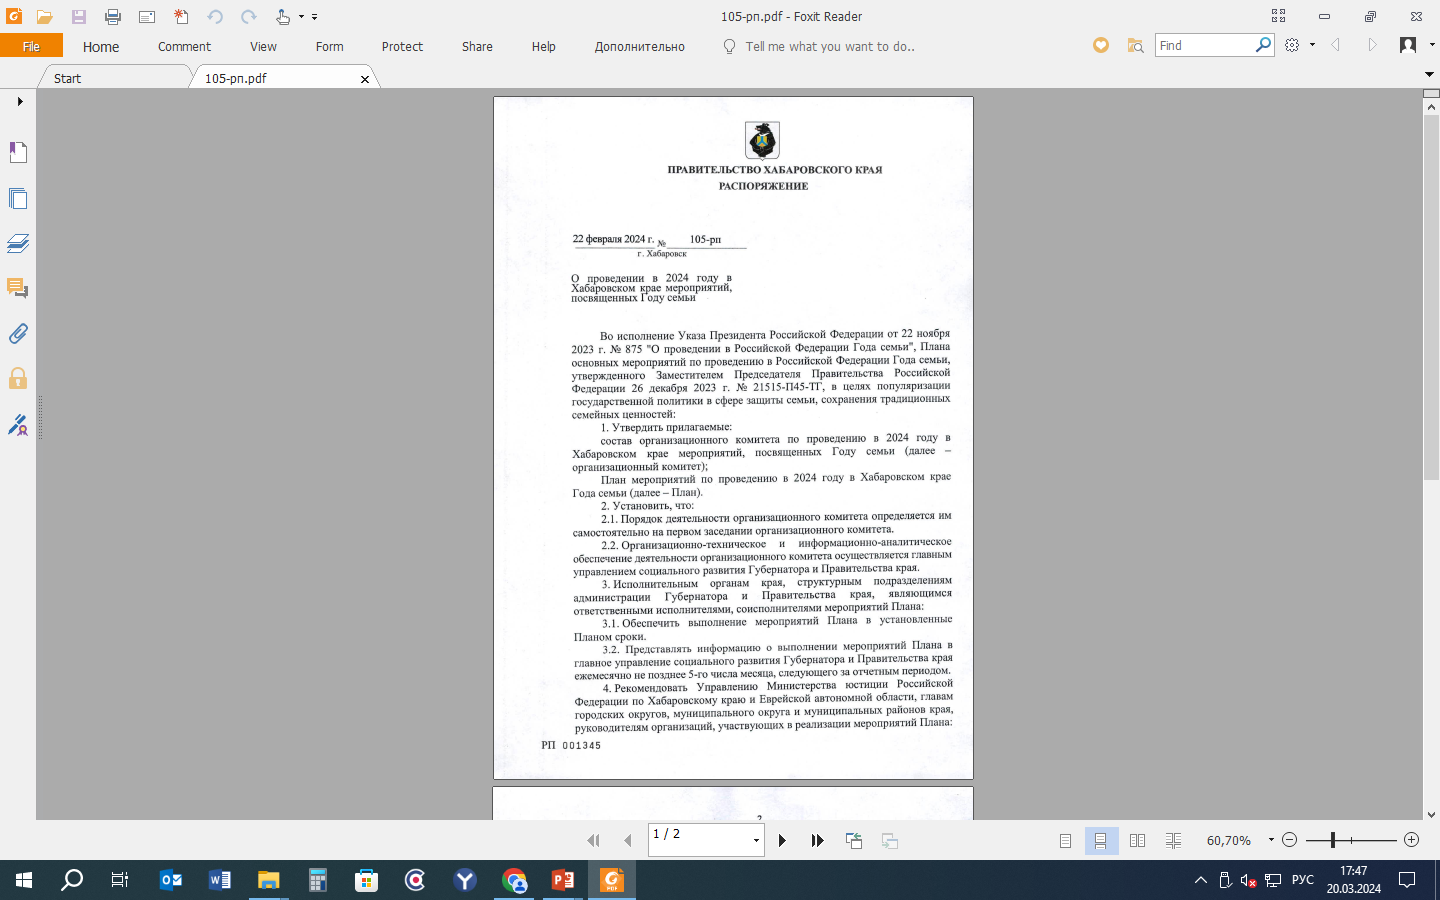 105-рп.pdf - Foxit Reader
File Home Comment View Form Protect Share Help Дополнительно Tell me what you want to do.. Find
Start 105-рп.pdf
ПРАВИТЕЛЬСТВО ХАБАРОВСКОГО КРАЯ
РАСПОРЯЖЕНИЕ
22 февраля 2024 г. № 105-рп
г. Хабаровск
О проведении в 2024 году в
Хабаровском крае мероприятий,
посвященных Году семьи
Во исполнение Указа Президента Российской Федерации от 22 ноября
2023 г. № 875 "О проведении в Российской Федерации Года семьи", Плана
основных мероприятий по проведению в Российской Федерации Года семьи,
утвержденного Заместителем Председателя Правительства Российской
Федерации 26 декабря 2023 г. № 21515-П45-ТГ, в целях популяризации
государственной политики в сфере защиты семьи, сохранения традиционных
семейных ценностей:
1. Утвердить прилагаемые:
состав организационного комитета по проведению в 2024 году в
Хабаровском крае мероприятий, посвященных Году семьи (далее –
организационный комитет);
План мероприятий по проведению в 2024 году в Хабаровском крае
Года семьи (далее – План).
2. Установить, что:
2.1. Порядок деятельности организационного комитета определяется им
самостоятельно на первом заседании организационного комитета.
2.2. Организационно-техническое и информационно-аналитическое
обеспечение деятельности организационного комитета осуществляется главным
управлением социального развития Губернатора и Правительства края.
3. Исполнительным органам края, структурным подразделениям
администрации Губернатора и Правительства края, являющимся
ответственными исполнителями, соисполнителями мероприятий Плана:
3.1. Обеспечить выполнение мероприятий Плана в установленные
Планом сроки.
3.2. Представлять информацию о выполнении мероприятий Плана в
главное управление социального развития Губернатора и Правительства края
ежемесячно не позднее 5-го числа месяца, следующего за отчетным периодом.
4. Рекомендовать Управлению Министерства юстиции Российской
Федерации по Хабаровскому краю и Еврейской автономной области, главам
городских округов, муниципального округа и муниципальных районов края,
руководителям организаций, участвующих в реализации мероприятий Плана:
РП 001345
1 / 2
60,70%
РУС
17:47
20.03.2024